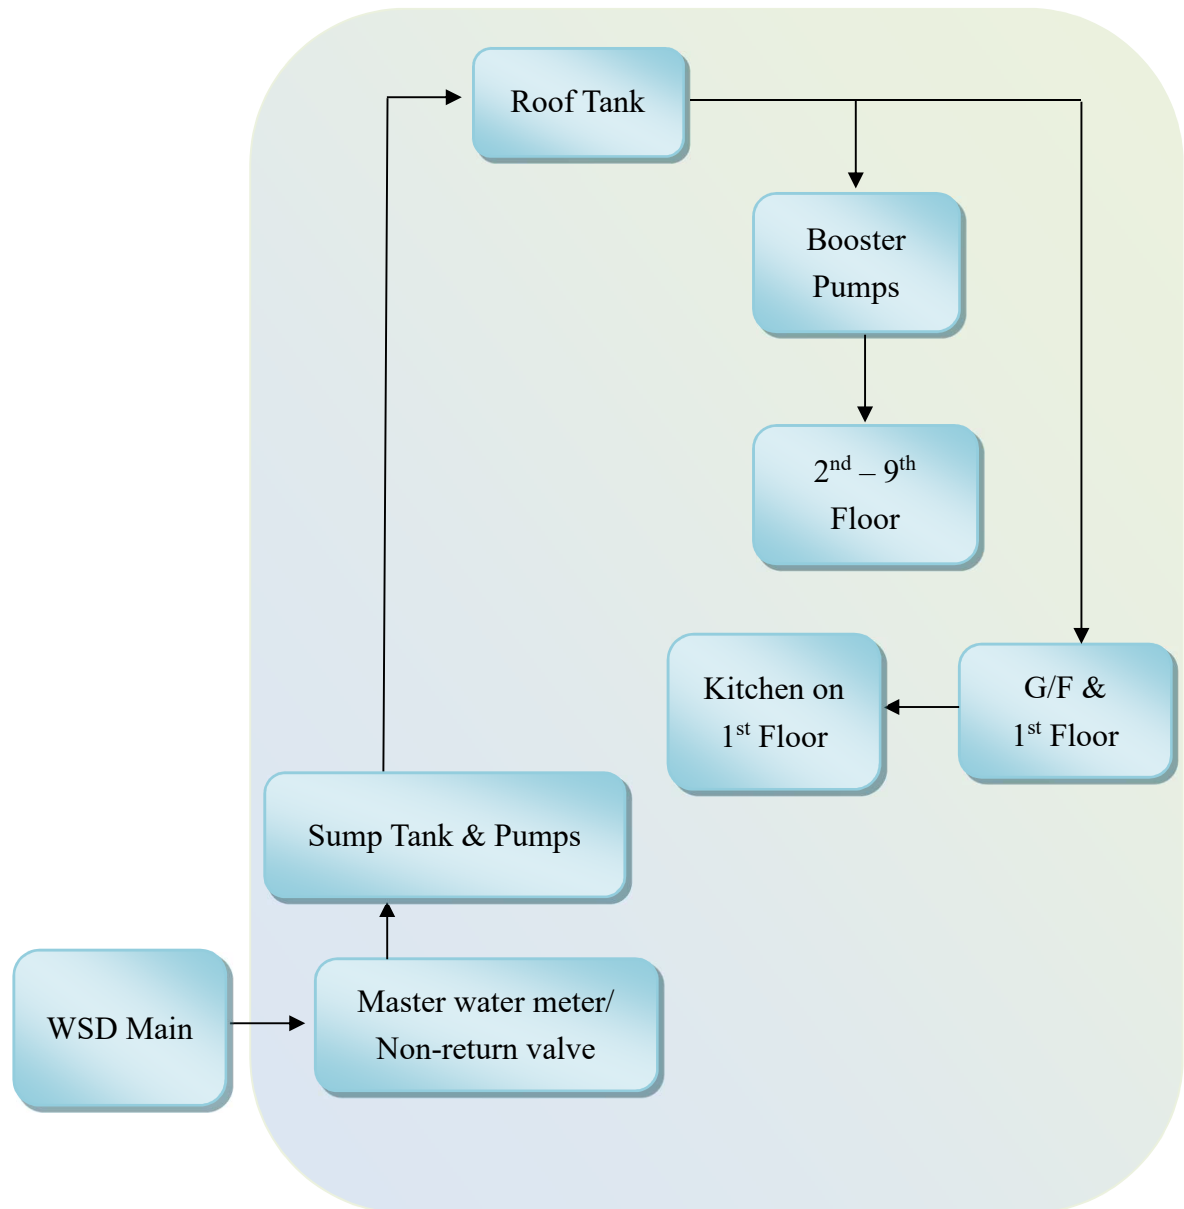 Roof Tank
Booster
Pumps
2nd – 9th
Floor
Kitchen on
1st Floor
G/F &
1st Floor
Sump Tank & Pumps
WSD Main
Master water meter/
Non-return valve